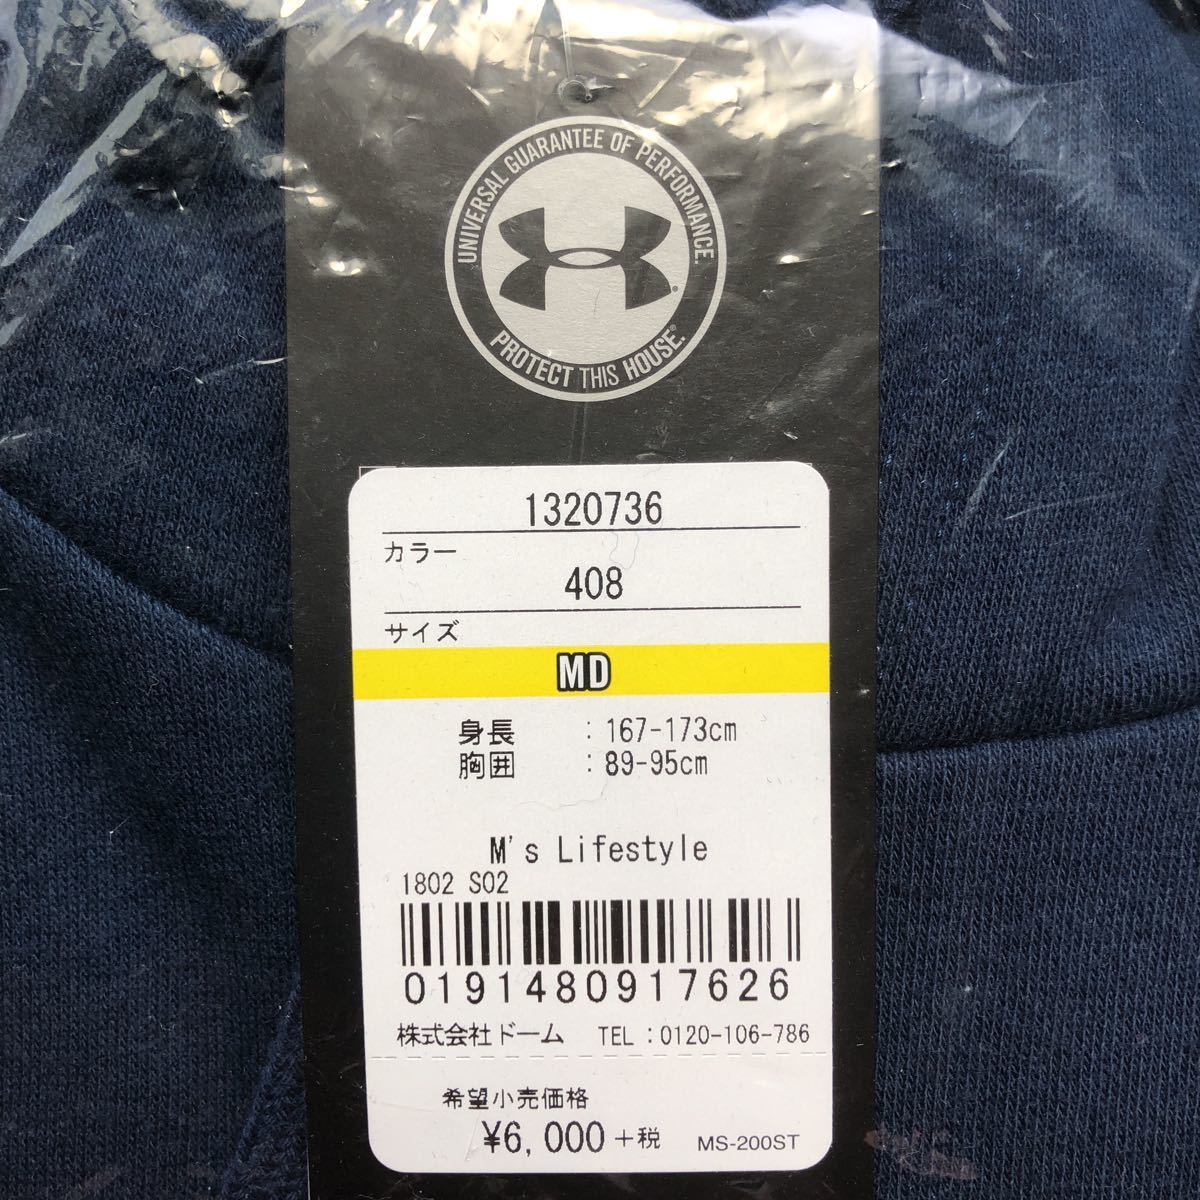 UNIVERSAL GUARANTEE OF PERFORMANCE.
PROTECT THIS HOUSE.®
1320736
カラー
408
サイズ
MD
身長 : 167-173cm
胸囲 : 89-95cm
M's Lifestyle
1802 S02
0191480917626
株式会社ドーム TEL：0120-106-786
希望小売価格
¥6,000+税 MS-200ST